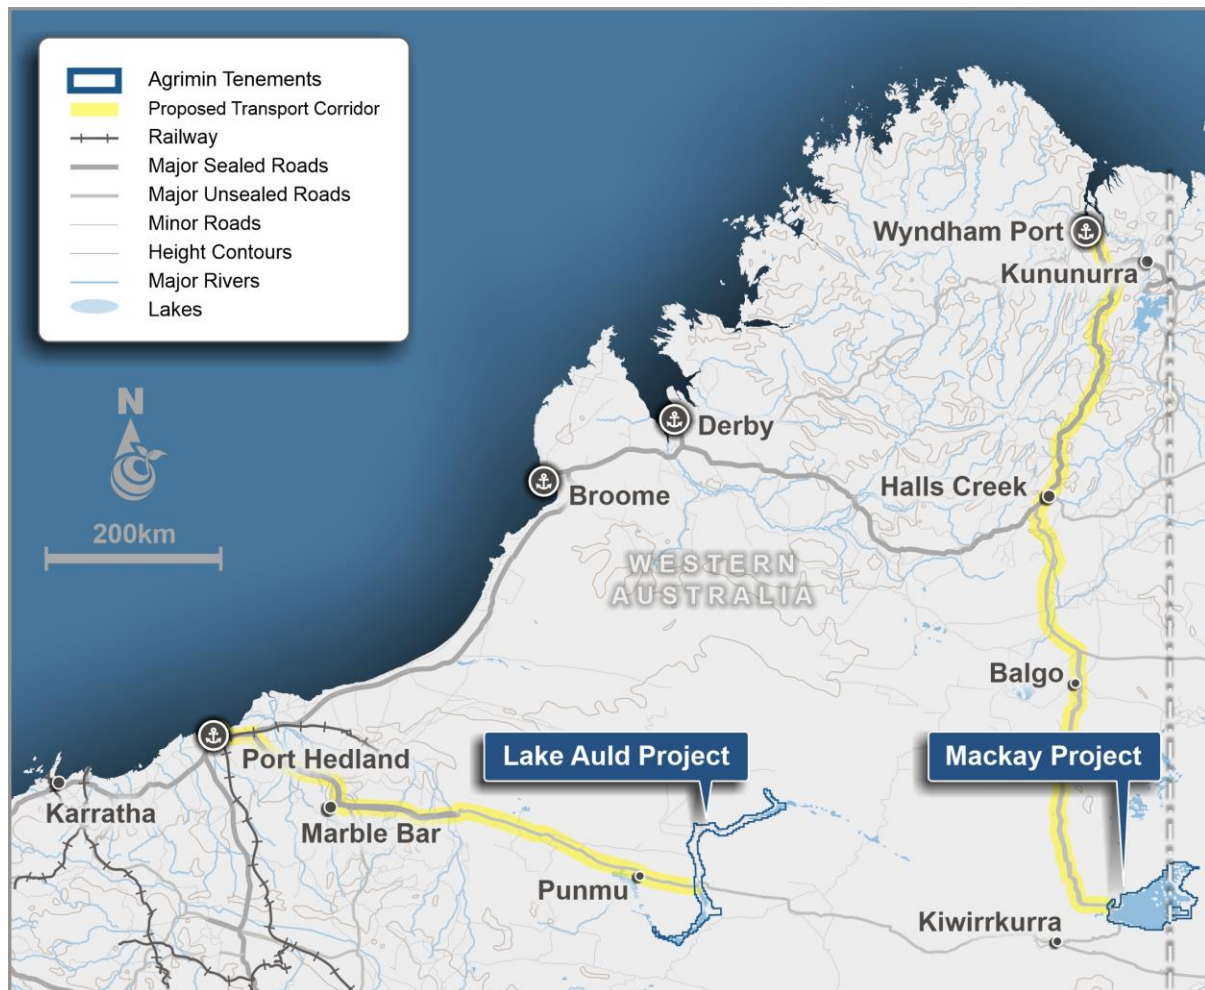 Agrimin Tenements
Proposed Transport Corridor
Railway
Major Sealed Roads
Major Unsealed Roads
Minor Roads
Height Contours
Major Rivers
Lakes
N
200km
Wyndham Port
Kununurra
Derby
Broome
Halls Creek
WESTERN
AUSTRALIA
Balgo
Port Hedland
Lake Auld Project
Mackay Project
Karratha
Marble Bar
Punmu
Kiwirrkurra